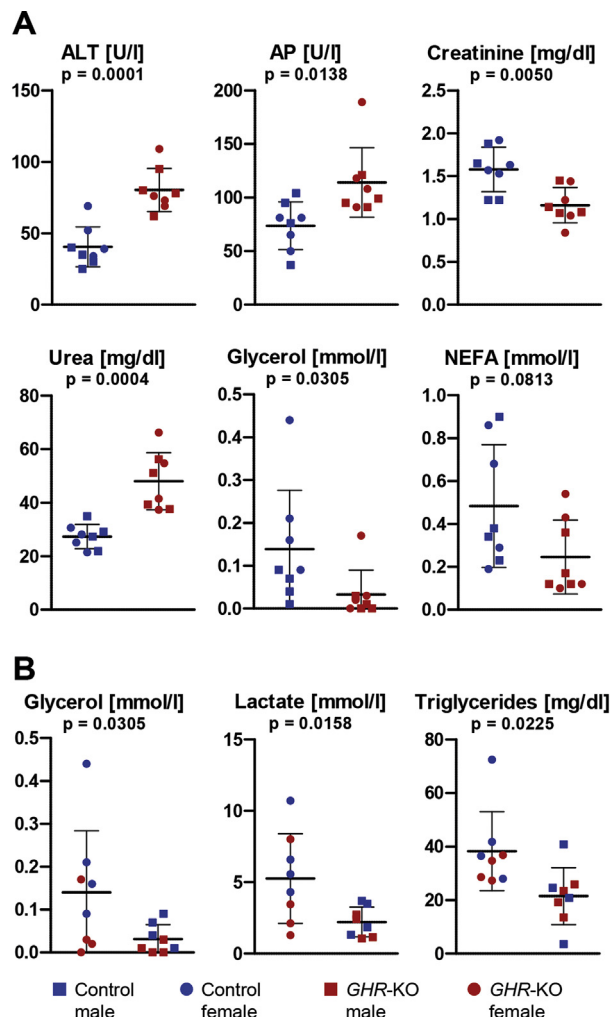 A
ALT [U/l] AP [U/l] Creatinine [mg/dl]
p = 0.0001 p = 0.0138 p = 0.0050
150 200 2.5
2.0
150
100
1.5
100
1.0
50
50
0.5
0 0 0.0
Urea [mg/dl] Glycerol [mmol/l] NEFA [mmol/l]
p = 0.0004 p = 0.0305 p = 0.0813
80 0.5 1.0
0.4 0.8
60
0.3 0.6
40
0.2 0.4
20
0.1 0.2
0 0.0 0.0
B
Glycerol [mmol/l] Lactate [mmol/l] Triglycerides [mg/dl]
p = 0.0305 p = 0.0158 p = 0.0225
0.5 15 80
0.4
60
10
0.3
40
0.2
5
20
0.1
0.0 0 0
Control Control GHR-KO GHR-KO
male female male female